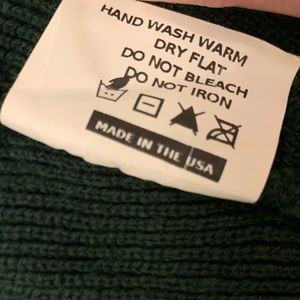 HAND WASH WARM
DRY FLAT
DO NOT BLEACH
DO NOT IRON
MADE IN THE USA